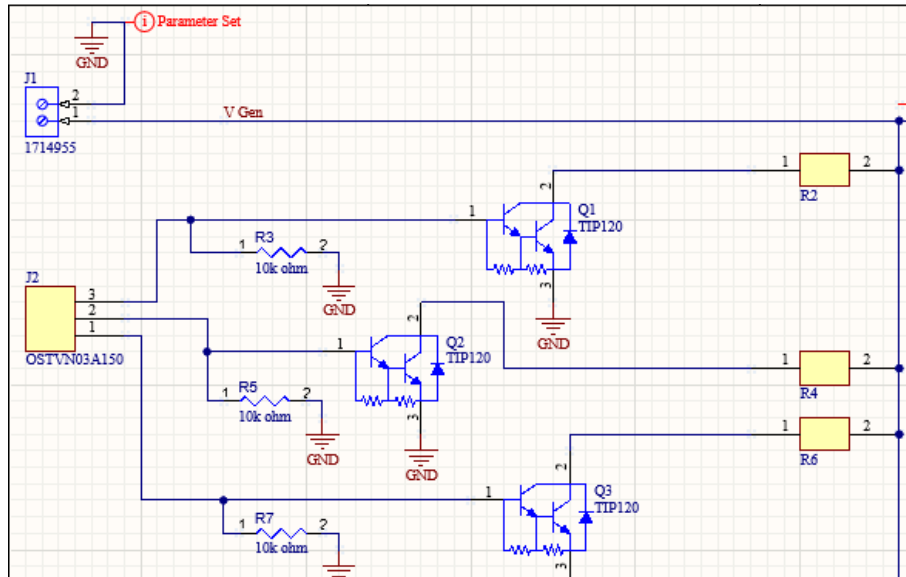 Parameter Set
GND
J1
2
1
V Gen
1714955
1 2
R2
2
1
Q1
TIP120
3
GND
R3
1 2
10k ohm
GND
J2
3
2
1
OSTVN03A150
2
1
Q2
TIP120
3
GND
1 2
R4
R5
1 2
10k ohm
GND
1 2
R6
2
1
Q3
TIP120
3
R7
1 2
10k ohm
GND